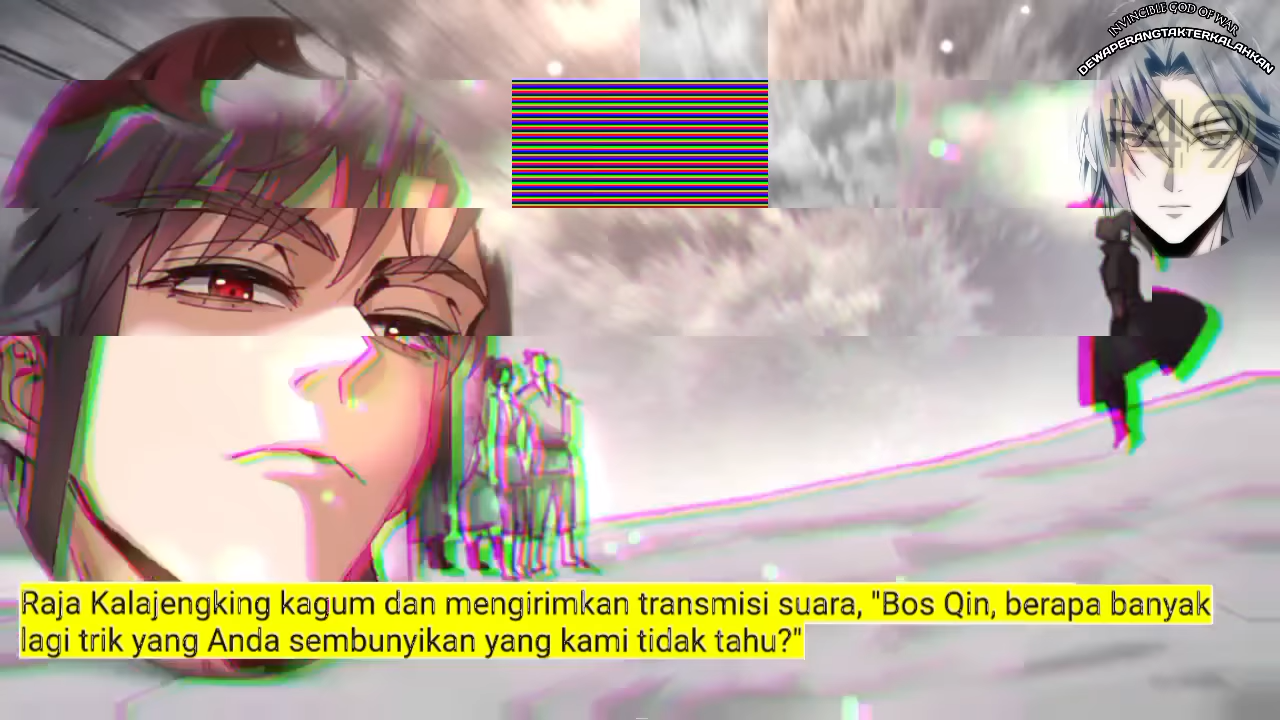 INVINCIBLE GOD OF WAR
DEWAPERANGTAKTERKALAHKAN
#49
Raja Kalajengking kagum dan mengirimkan transmisi suara, "Bos Qin, berapa banyak
lagi trik yang Anda sembunyikan yang kami tidak tahu?"